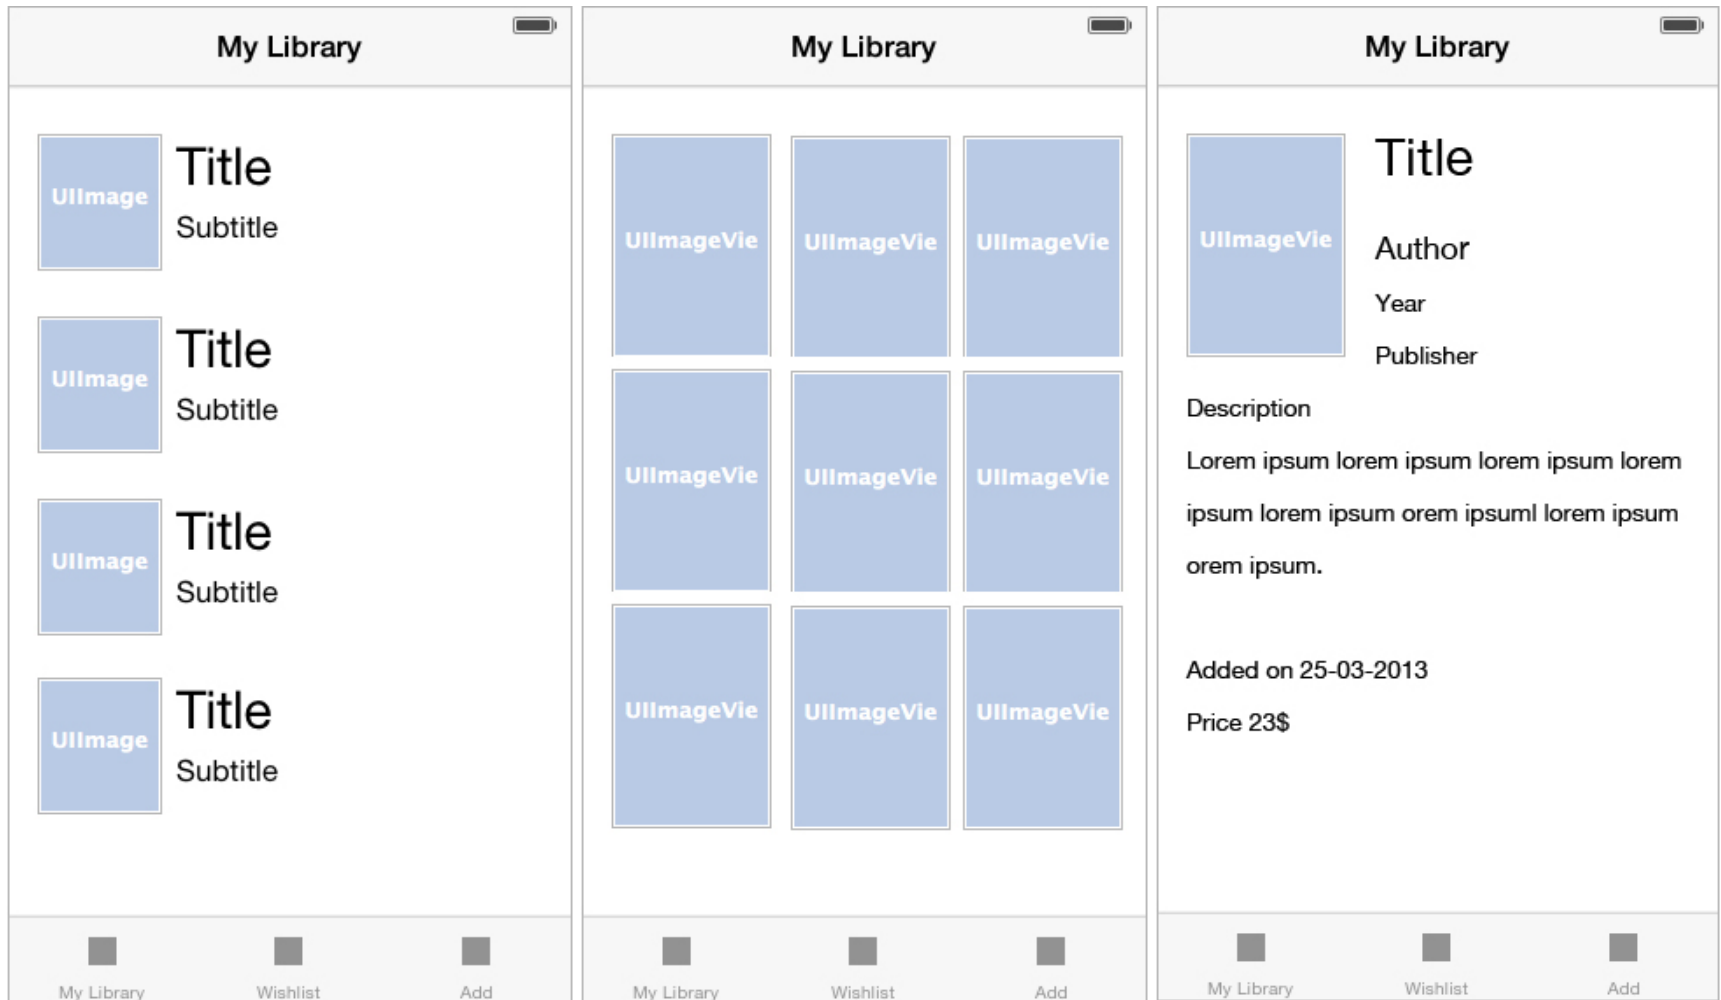 My Library
UIImage
Title
Subtitle
UIImage
Title
Subtitle
UIImage
Title
Subtitle
UIImage
Title
Subtitle
My Library
Wishlist
Add
My Library
UIImageVie
UIImageVie
UIImageVie
UIImageVie
UIImageVie
UIImageVie
UIImageVie
UIImageVie
UIImageVie
My Library
Wishlist
Add
My Library
UIImageVie
Title
Author
Year
Publisher
Description
Lorem ipsum lorem ipsum lorem ipsum lorem
ipsum lorem ipsum orem ipsuml lorem ipsum
orem ipsum.
Added on 25-03-2013
Price 23$
My Library
Wishlist
Add